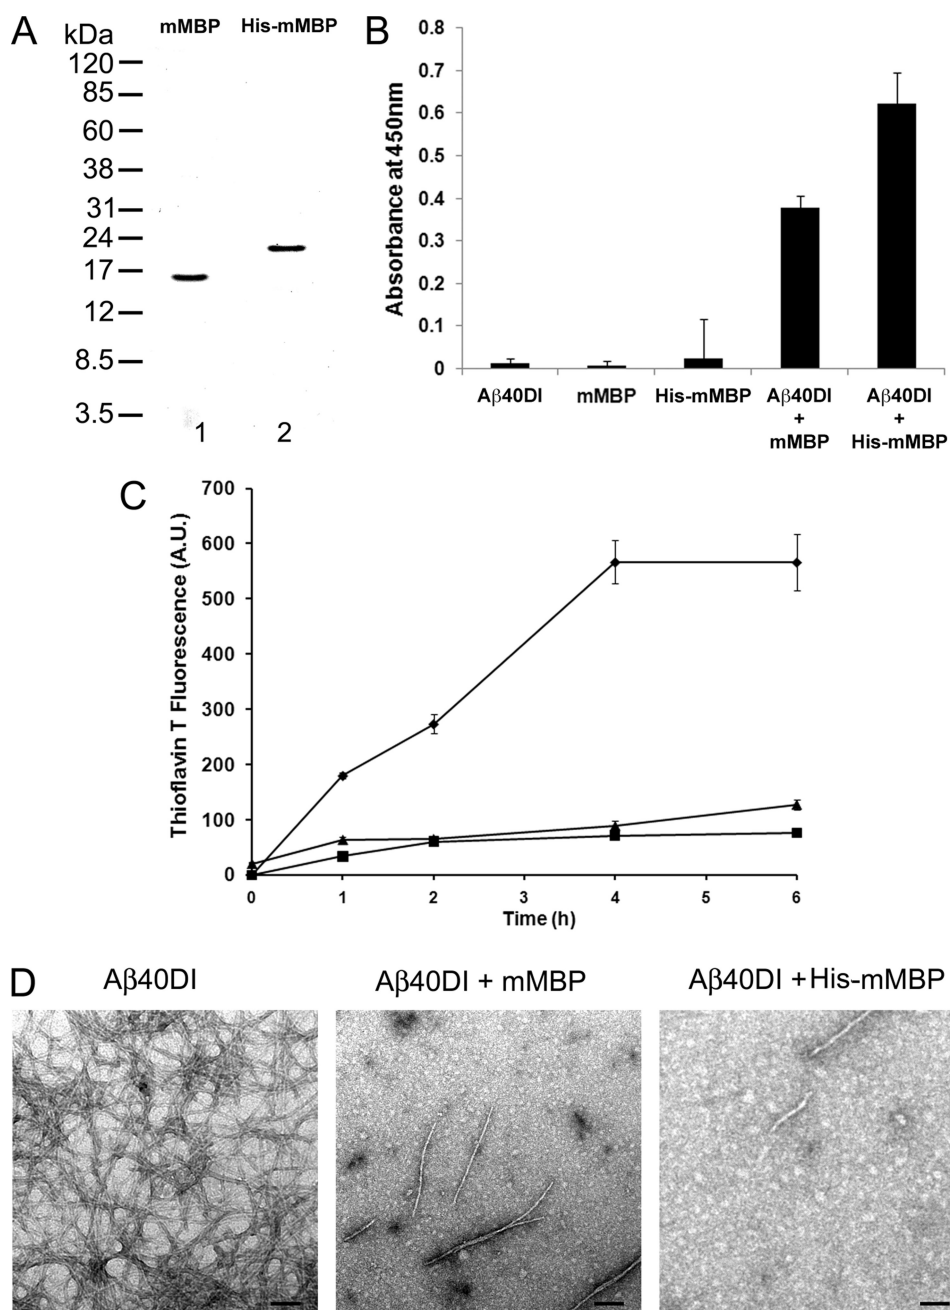 A
kDa
mMBP
His-mMBP
120
85
60
38
31
24
17
12
8.5
3.5
1
2
B
Absorbance at 450nm
0.8
0.7
0.6
0.5
0.4
0.3
0.2
0.1
0
Aβ40DI
mMBP
His-mMBP
Aβ40DI
+
mMBP
Aβ40DI
+
His-mMBP
C
Thioflavin T Fluorescence (A.U.)
700
600
500
400
300
200
100
0
0
1
2
3
4
5
6
Time (h)
D
Aβ40DI
Aβ40DI + mMBP
Aβ40DI +His-mMBP